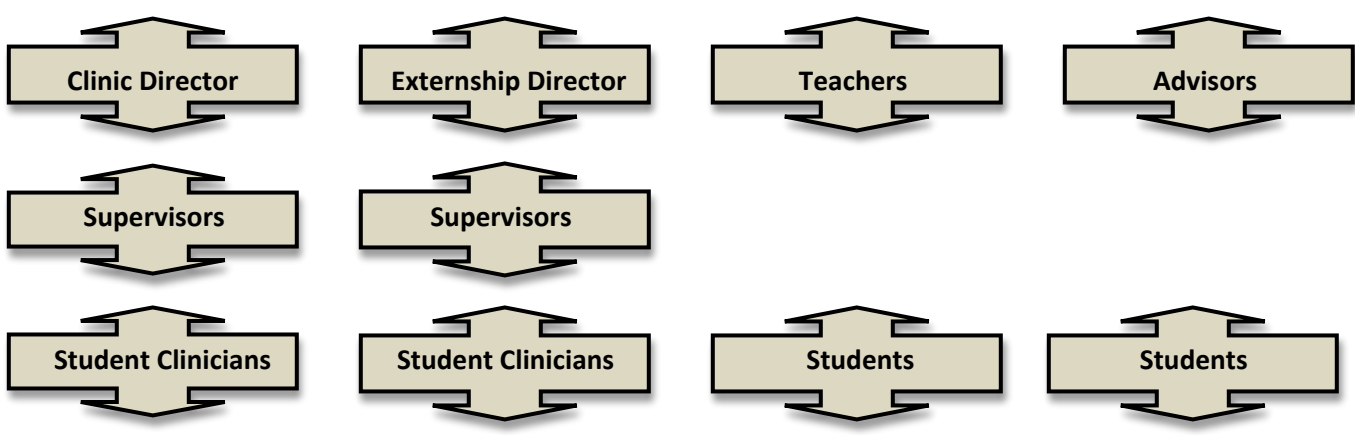 Clinic Director
Externship Director
Teachers
Advisors
Supervisors
Supervisors
Student Clinicians
Student Clinicians
Students
Students